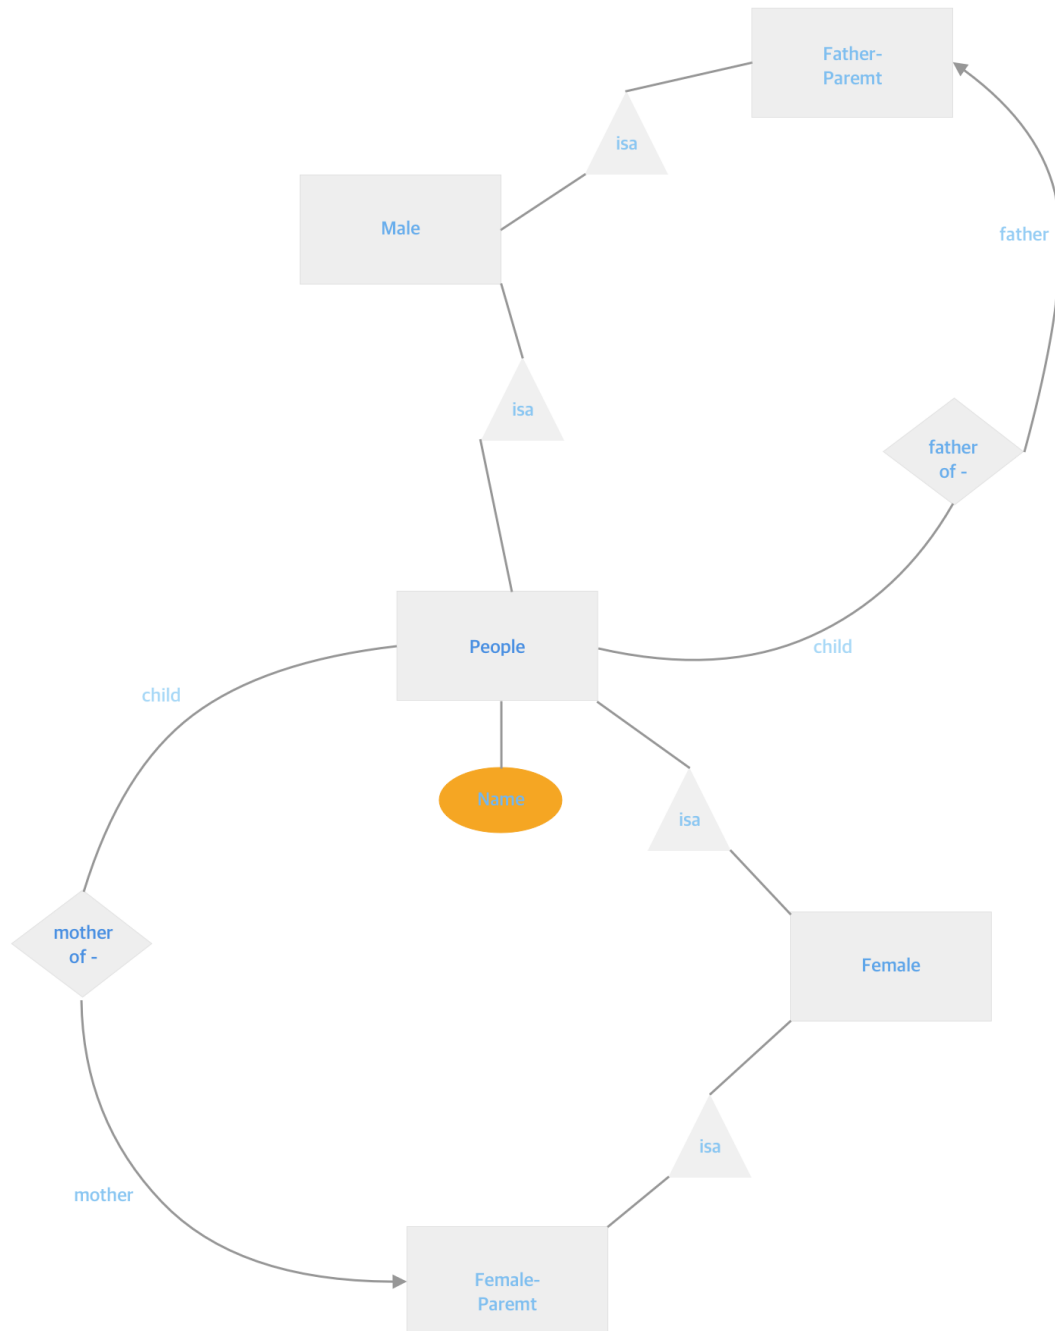 Father-
Paremt
isa
Male
father
isa
father
of -
People
child
child
Name
isa
mother
of -
Female
isa
mother
Female-
Paremt